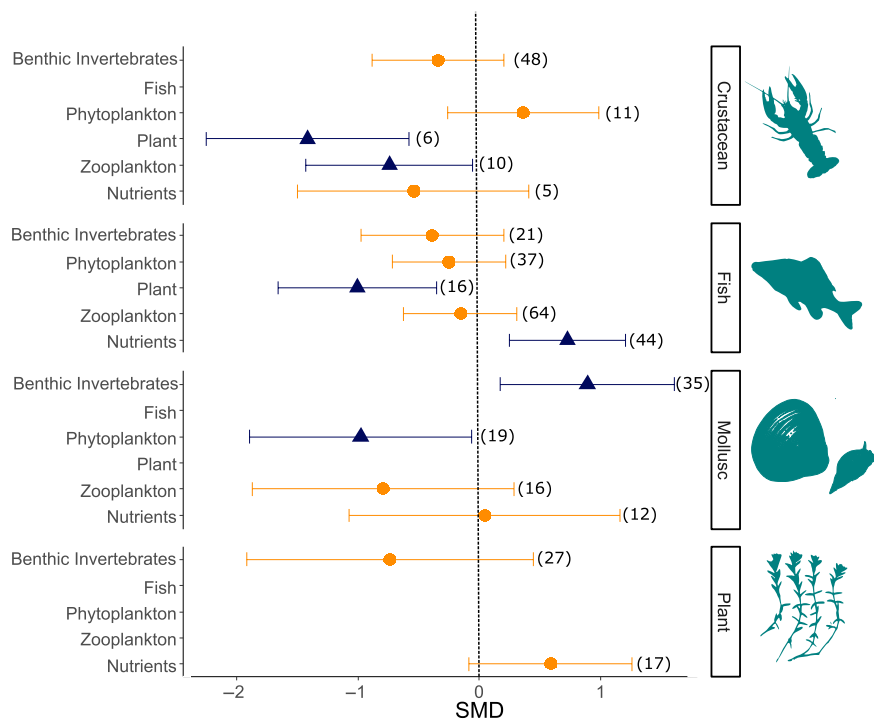 Benthic Invertebrates (48)
Fish
Phytoplankton (11)
Plant (6)
Zooplankton (10)
Nutrients (5)
Crustacean
Benthic Invertebrates (21)
Phytoplankton (37)
Plant (16)
Zooplankton (64)
Nutrients (44)
Fish
Benthic Invertebrates (35)
Fish
Phytoplankton (19)
Plant
Zooplankton (16)
Nutrients (12)
Mollusc
Benthic Invertebrates (27)
Fish
Phytoplankton
Zooplankton
Nutrients (17)
Plant
−2 −1 0 1
SMD